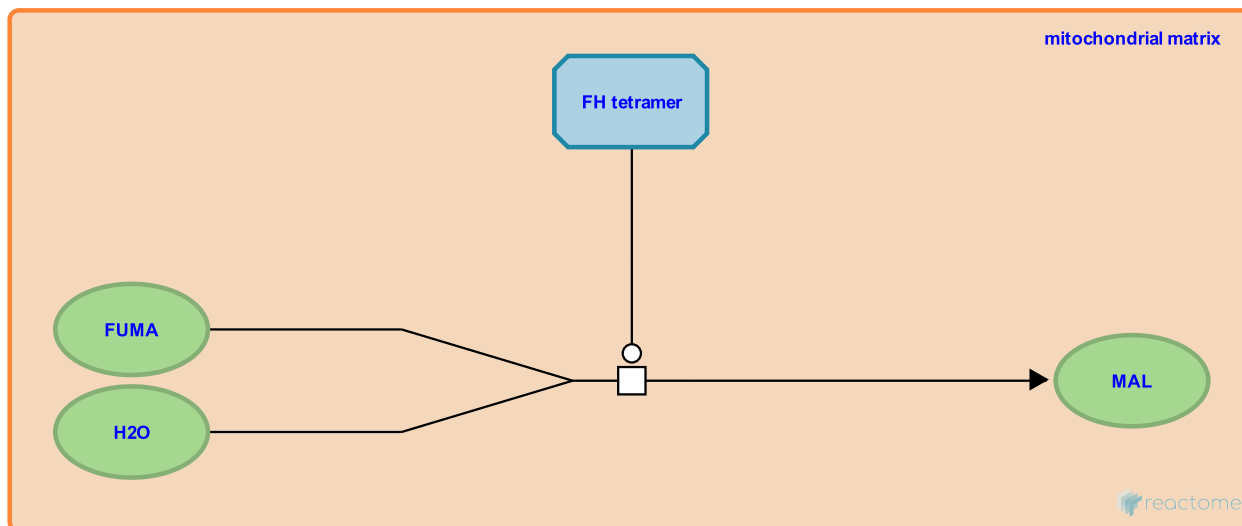 mitochondrial matrix
FH tetramer
FUMA
H2O
MAL
reactome